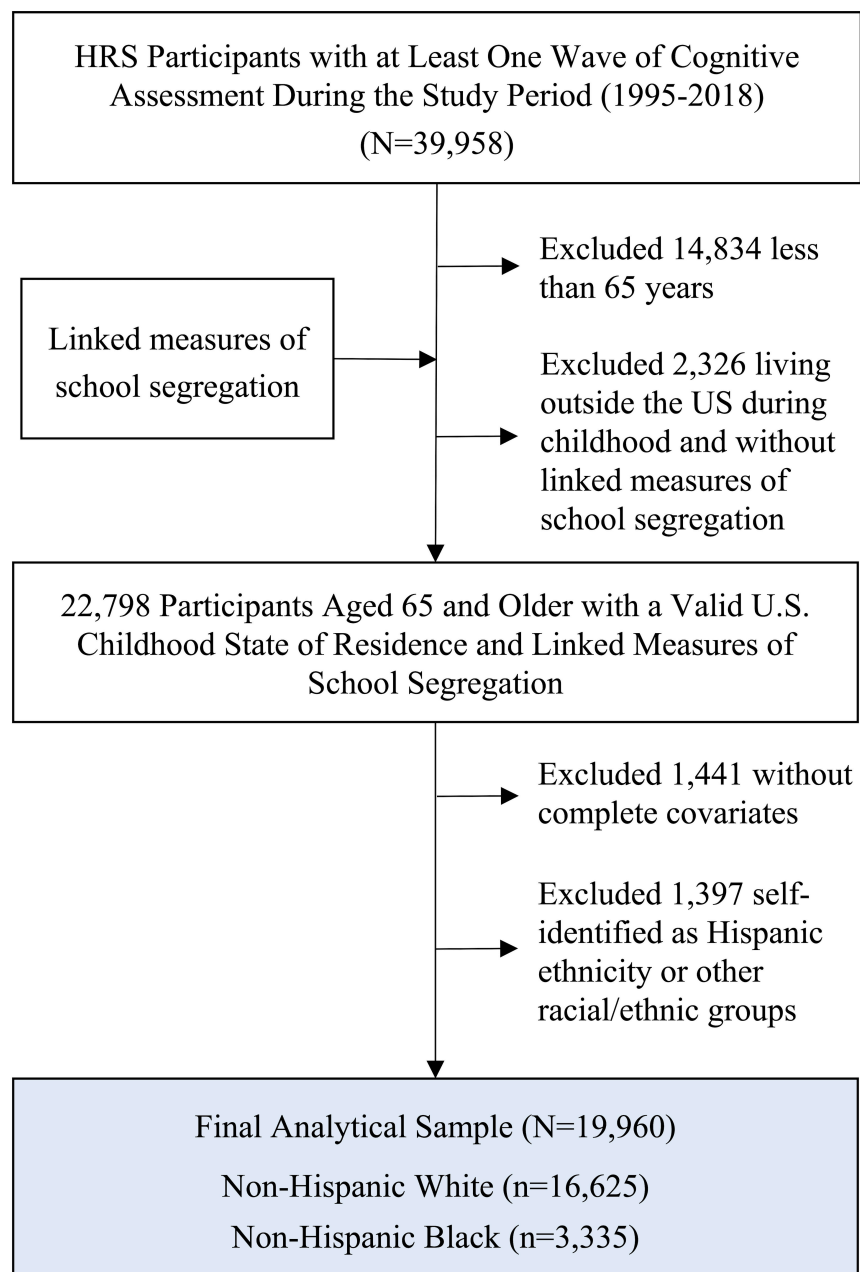 HRS Participants with at Least One Wave of Cognitive
Assessment During the Study Period (1995-2018)
(N=39,958)
Excluded 14,834 less
than 65 years
Linked measures of
school segregation
Excluded 2,326 living
outside the US during
childhood and without
linked measures of
school segregation
22,798 Participants Aged 65 and Older with a Valid U.S.
Childhood State of Residence and Linked Measures of
School Segregation
Excluded 1,441 without
complete covariates
Excluded 1,397 self-
identified as Hispanic
ethnicity or other
racial/ethnic groups
Final Analytical Sample (N=19,960)
Non-Hispanic White (n=16,625)
Non-Hispanic Black (n=3,335)